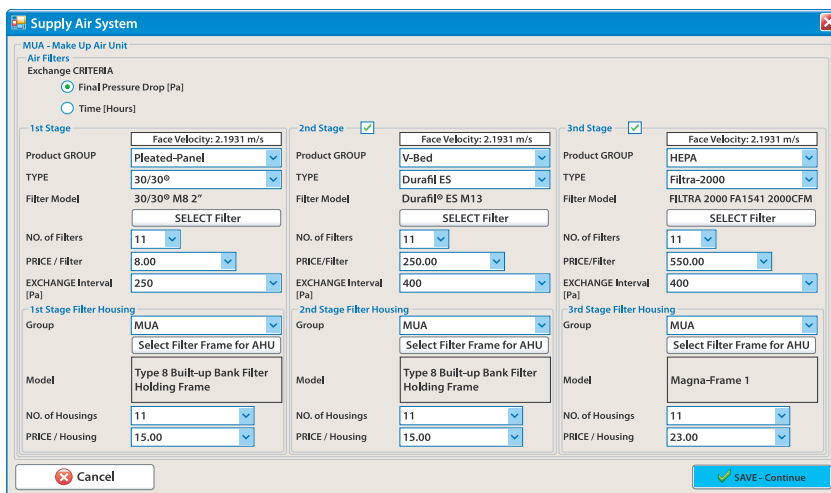 Supply Air System
MUA - Make Up Air Unit
Air Filters
Exchange CRITERIA
Final Pressure Drop [Pa]
Time [Hours]
1st Stage
Face Velocity: 2.1931 m/s
Product GROUP
Pleated-Panel
TYPE
30/30®
Filter Model
30/30® M8 2”
SELECT Filter
NO. of Filters
11
PRICE / Filter
8.00
EXCHANGE Interval
[Pa]
250
1st Stage Filter Housing
Group
MUA
Select Filter Frame for AHU
Model
Type 8 Built-up Bank Filter
Holding Frame
NO. of Housings
11
PRICE / Housing
15.00
2nd Stage
Face Velocity: 2.1931 m/s
Product GROUP
V-Bed
TYPE
Durafil ES
Filter Model
Durafil® ES M13
SELECT Filter
NO. of Filters
11
PRICE/Filter
250.00
EXCHANGE Interval
[Pa]
400
2nd Stage Filter Housing
Group
MUA
Select Filter Frame for AHU
Model
Type 8 Built-up Bank Filter
Holding Frame
NO. of Housings
11
PRICE / Housing
15.00
3nd Stage
Face Velocity: 2.1931 m/s
Product GROUP
HEPA
TYPE
Filtra-2000
Filter Model
FILTRA 2000 FA1541 2000CFM
SELECT Filter
NO. of Filters
11
PRICE/Filter
550.00
EXCHANGE Interval
[Pa]
400
3rd Stage Filter Housing
Group
MUA
Select Filter Frame for AHU
Model
Magna-Frame 1
NO. of Housings
11
PRICE / Housing
23.00
Cancel
SAVE - Continue